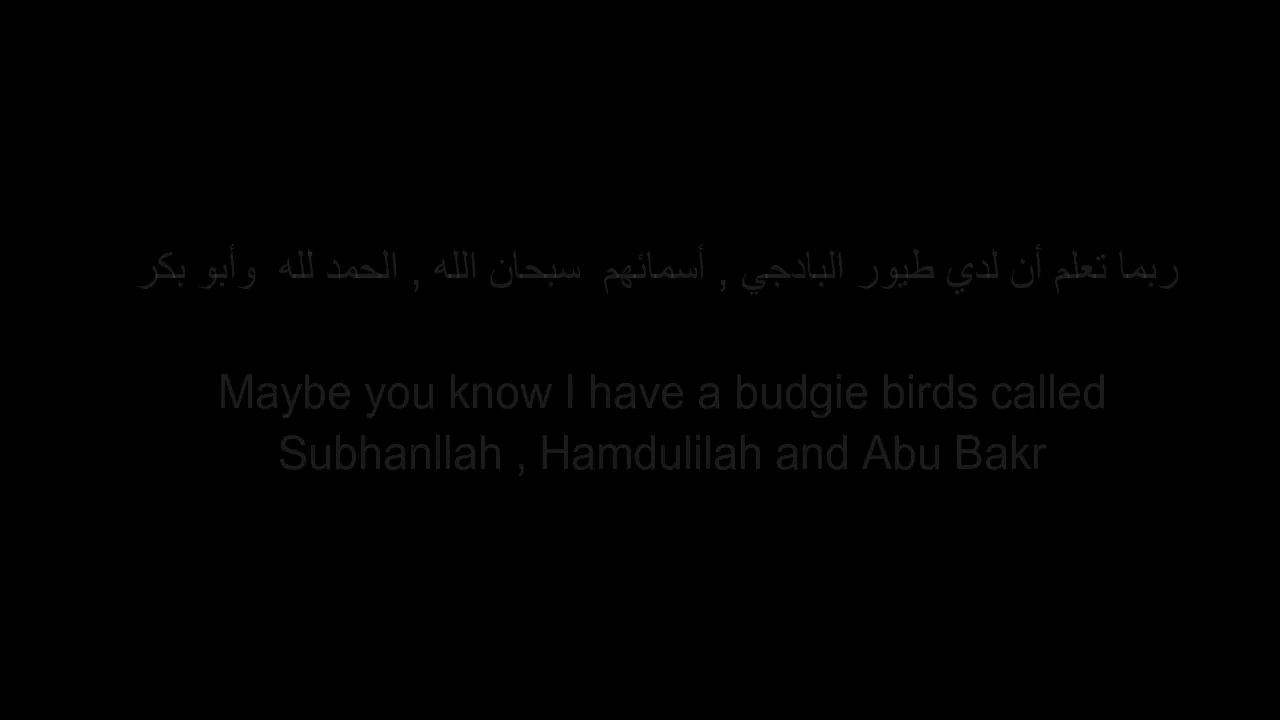 ربما تعلم أن لدي طيور البادجي , أسمائهم  سبحان الله , الحمد لله  وأبو بكر
Maybe you know I have a budgie birds called
Subhanllah , Hamdulilah and Abu Bakr